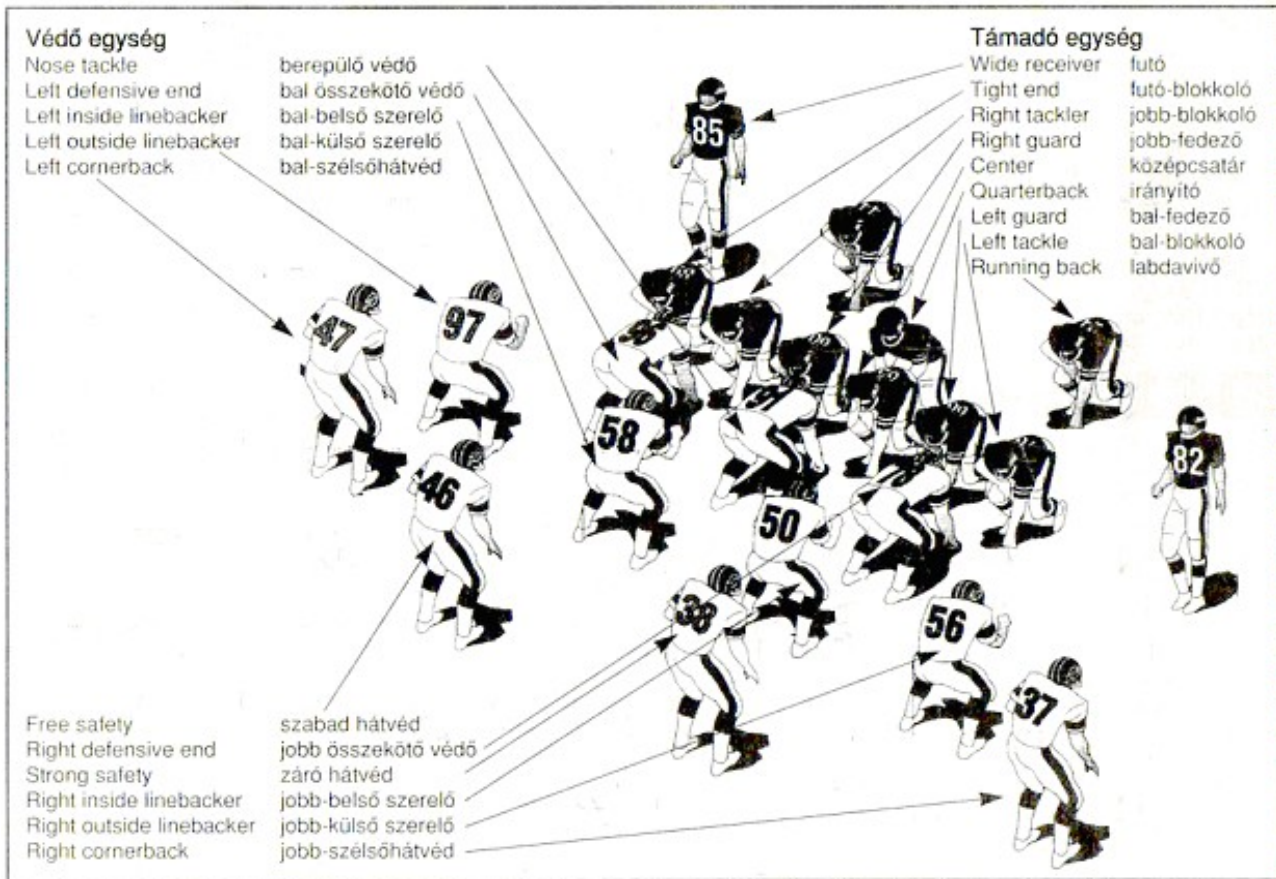 Védő egység
Nose tackle berepülő védő
Left defensive end bal összekötő védő
Left inside linebacker bal-belső szerelő
Left outside linebacker bal-külső szerelő
Left cornerback bal-szélsőhátvéd
Támadó egység
Wide receiver futó
Tight end futó-blokkoló
Right tackler jobb-blokkoló
Right guard jobb-fedező
Center középcsatár
Quarterback irányító
Left guard bal-fedező
Left tackle bal-blokkoló
Running back labdavivő
85
47
97
58
46
82
50
38
56
37
Free safety szabad hátvéd
Right defensive end jobb összekötő védő
Strong safety záró hátvéd
Right inside linebacker jobb-belső szerelő
Right outside linebacker jobb-külső szerelő
Right cornerback jobb-szélsőhátvéd